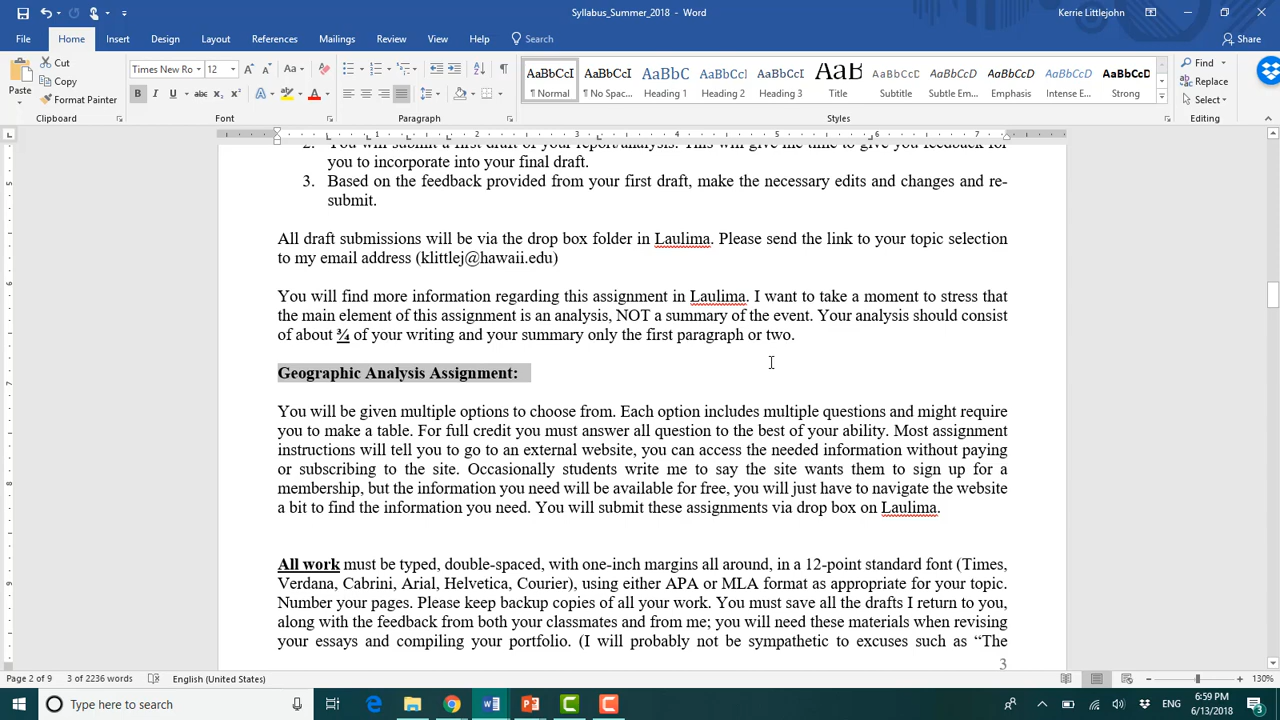 Syllabus_Summer_2018 - Word
Kerrie Littlejohn
File Home Insert Design Layout References Mailings Review View Help Search Share
Paste
Cut
Copy
Format Painter
Clipboard
Times New Ro 12
Font
Paragraph
AaBbCcI AaBbCcI AaBbC AaBbCcI AaBbCcI AaB AaBbCcI AaBbCcI AaBbCcI AaBbCcI AaBbCcI
¶ Normal ¶ No Spac... Heading 1 Heading 2 Heading 3 Title Subtitle Subtle Em... Emphasis Intense E... Strong
Styles
Find
Replace
Select
Editing
2. You will submit a first draft of your report/analysis. This will give me time to give you feedback for
you to incorporate into your final draft.
3. Based on the feedback provided from your first draft, make the necessary edits and changes and re-
submit.
All draft submissions will be via the drop box folder in Laulima. Please send the link to your topic selection
to my email address (klittlej@hawaii.edu)
You will find more information regarding this assignment in Laulima. I want to take a moment to stress that
the main element of this assignment is an analysis, NOT a summary of the event. Your analysis should consist
of about ¾ of your writing and your summary only the first paragraph or two.
Geographic Analysis Assignment:
You will be given multiple options to choose from. Each option includes multiple questions and might require
you to make a table. For full credit you must answer all question to the best of your ability. Most assignment
instructions will tell you to go to an external website, you can access the needed information without paying
or subscribing to the site. Occasionally students write me to say the site wants them to sign up for a
membership, but the information you need will be available for free, you will just have to navigate the website
a bit to find the information you need. You will submit these assignments via drop box on Laulima.
All work must be typed, double-spaced, with one-inch margins all around, in a 12-point standard font (Times,
Verdana, Cabrini, Arial, Helvetica, Courier), using either APA or MLA format as appropriate for your topic.
Number your pages. Please keep backup copies of all your work. You must save all the drafts I return to you,
along with the feedback from both your classmates and from me; you will need these materials when revising
your essays and compiling your portfolio. (I will probably not be sympathetic to excuses such as “The
3
Page 2 of 9 3 of 2236 words English (United States) 130%
Type here to search
6:59 PM
6/13/2018